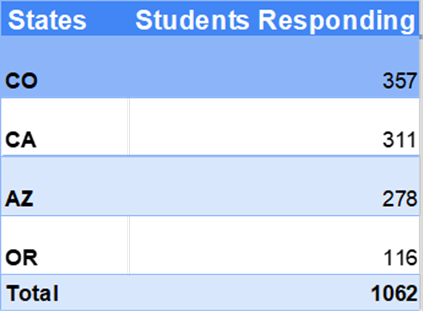 States Students Responding
CO 357
CA 311
AZ 278
OR 116
Total 1062